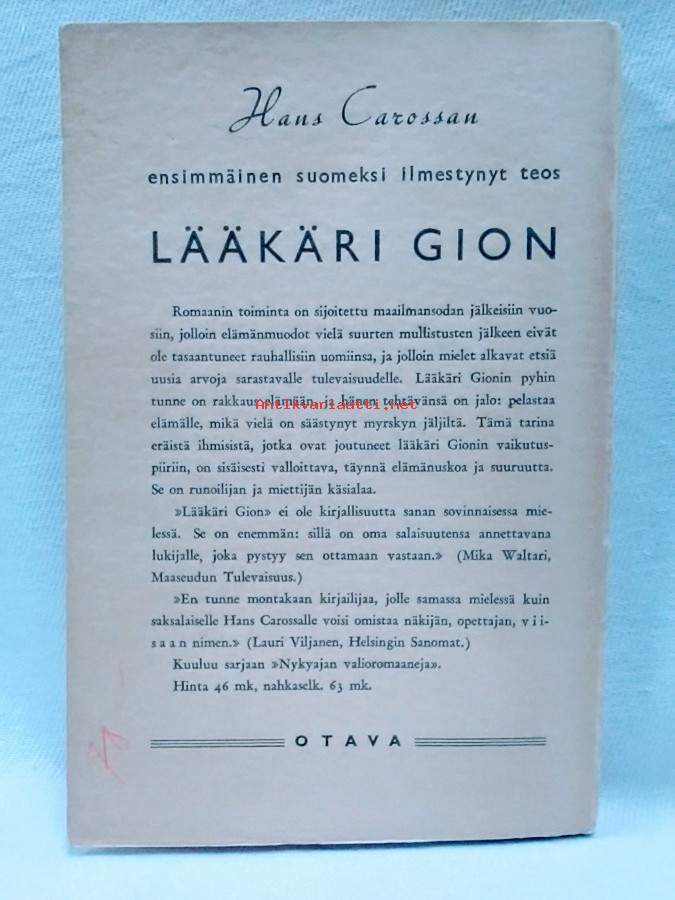 Hans Carossan
ensimmäinen suomeksi ilmestynyt teos
LÄÄKÄRI GION
Romaanin toiminta on sijoitettu maailmansodan jälkeisiin vuo-
siin, jolloin elämänmuodot vielä suurten mullistusten jälkeen eivät
ole tasaantuneet rauhallisiin uomiinsa, ja jolloin mielet alkavat etsiä
uusia arvoja sarastavalle tulevaisuudelle. Lääkäri Gionin pyhin
tunne on rakkaus elämään, ja hänen tehtävänsä on jalo: pelastaa
Antikvariaatti.net
elämälle, mikä vielä on säästynyt myrskyn jäljiltä. Tämä tarina
eräistä ihmisistä, jotka ovat joutuneet lääkäri Gionin vaikutus-
piiriin, on sisäisesti valloittava, täynnä elämänuskoa ja suuruutta.
Se on runoilijan ja miettijän käsialaa.
»Lääkäri Gion» ei ole kirjallisuutta sanan sovinnaisessa mie-
lessä. Se on enemmän: sillä on oma salaisuutensa annettavana
lukijalle, joka pystyy sen ottamaan vastaan.» (Mika Waltari,
Maaseudun Tulevaisuus.)
»En tunne montakaan kirjailijaa, jolle samassa mielessä kuin
saksalaiselle Hans Carossalle voisi omistaa näkijän, opettajan, v i i-
s a a n nimen.» (Lauri Viljanen, Helsingin Sanomat.)
Kuuluu sarjaan »Nykyajan valioromaaneja».
Hinta 46 mk, nahkaselk. 63 mk.
OTAVA